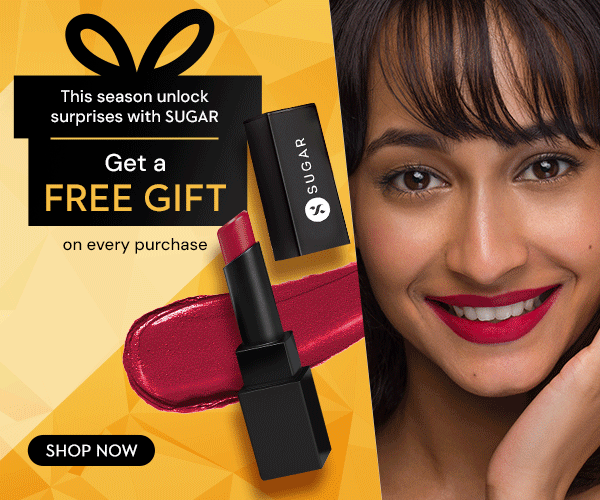 This season unlock
surprises with SUGAR
Get a
FREE GIFT
on every purchase
SUGAR
SHOP NOW